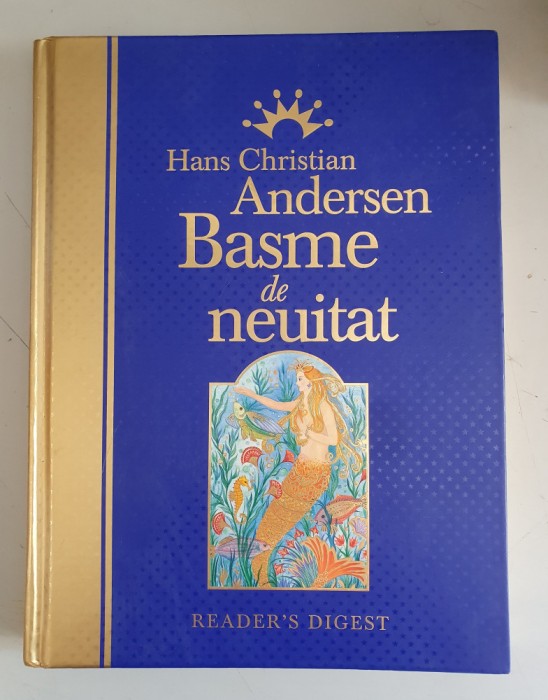 Hans Christian
Andersen
Basme
de
neuitat
READER'S DIGEST